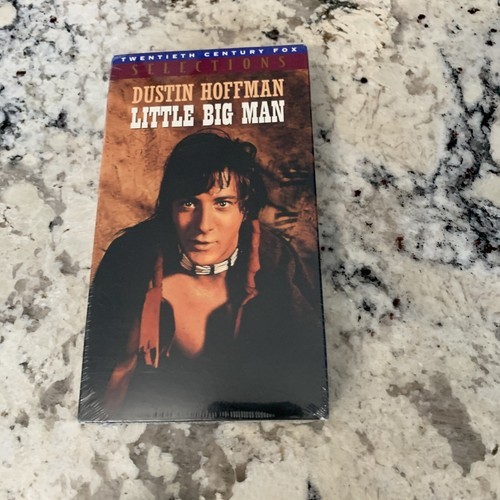 TWENTIETH CENTURY FOX
SELECTIONS
DUSTIN HOFFMAN
LITTLE BIG MAN